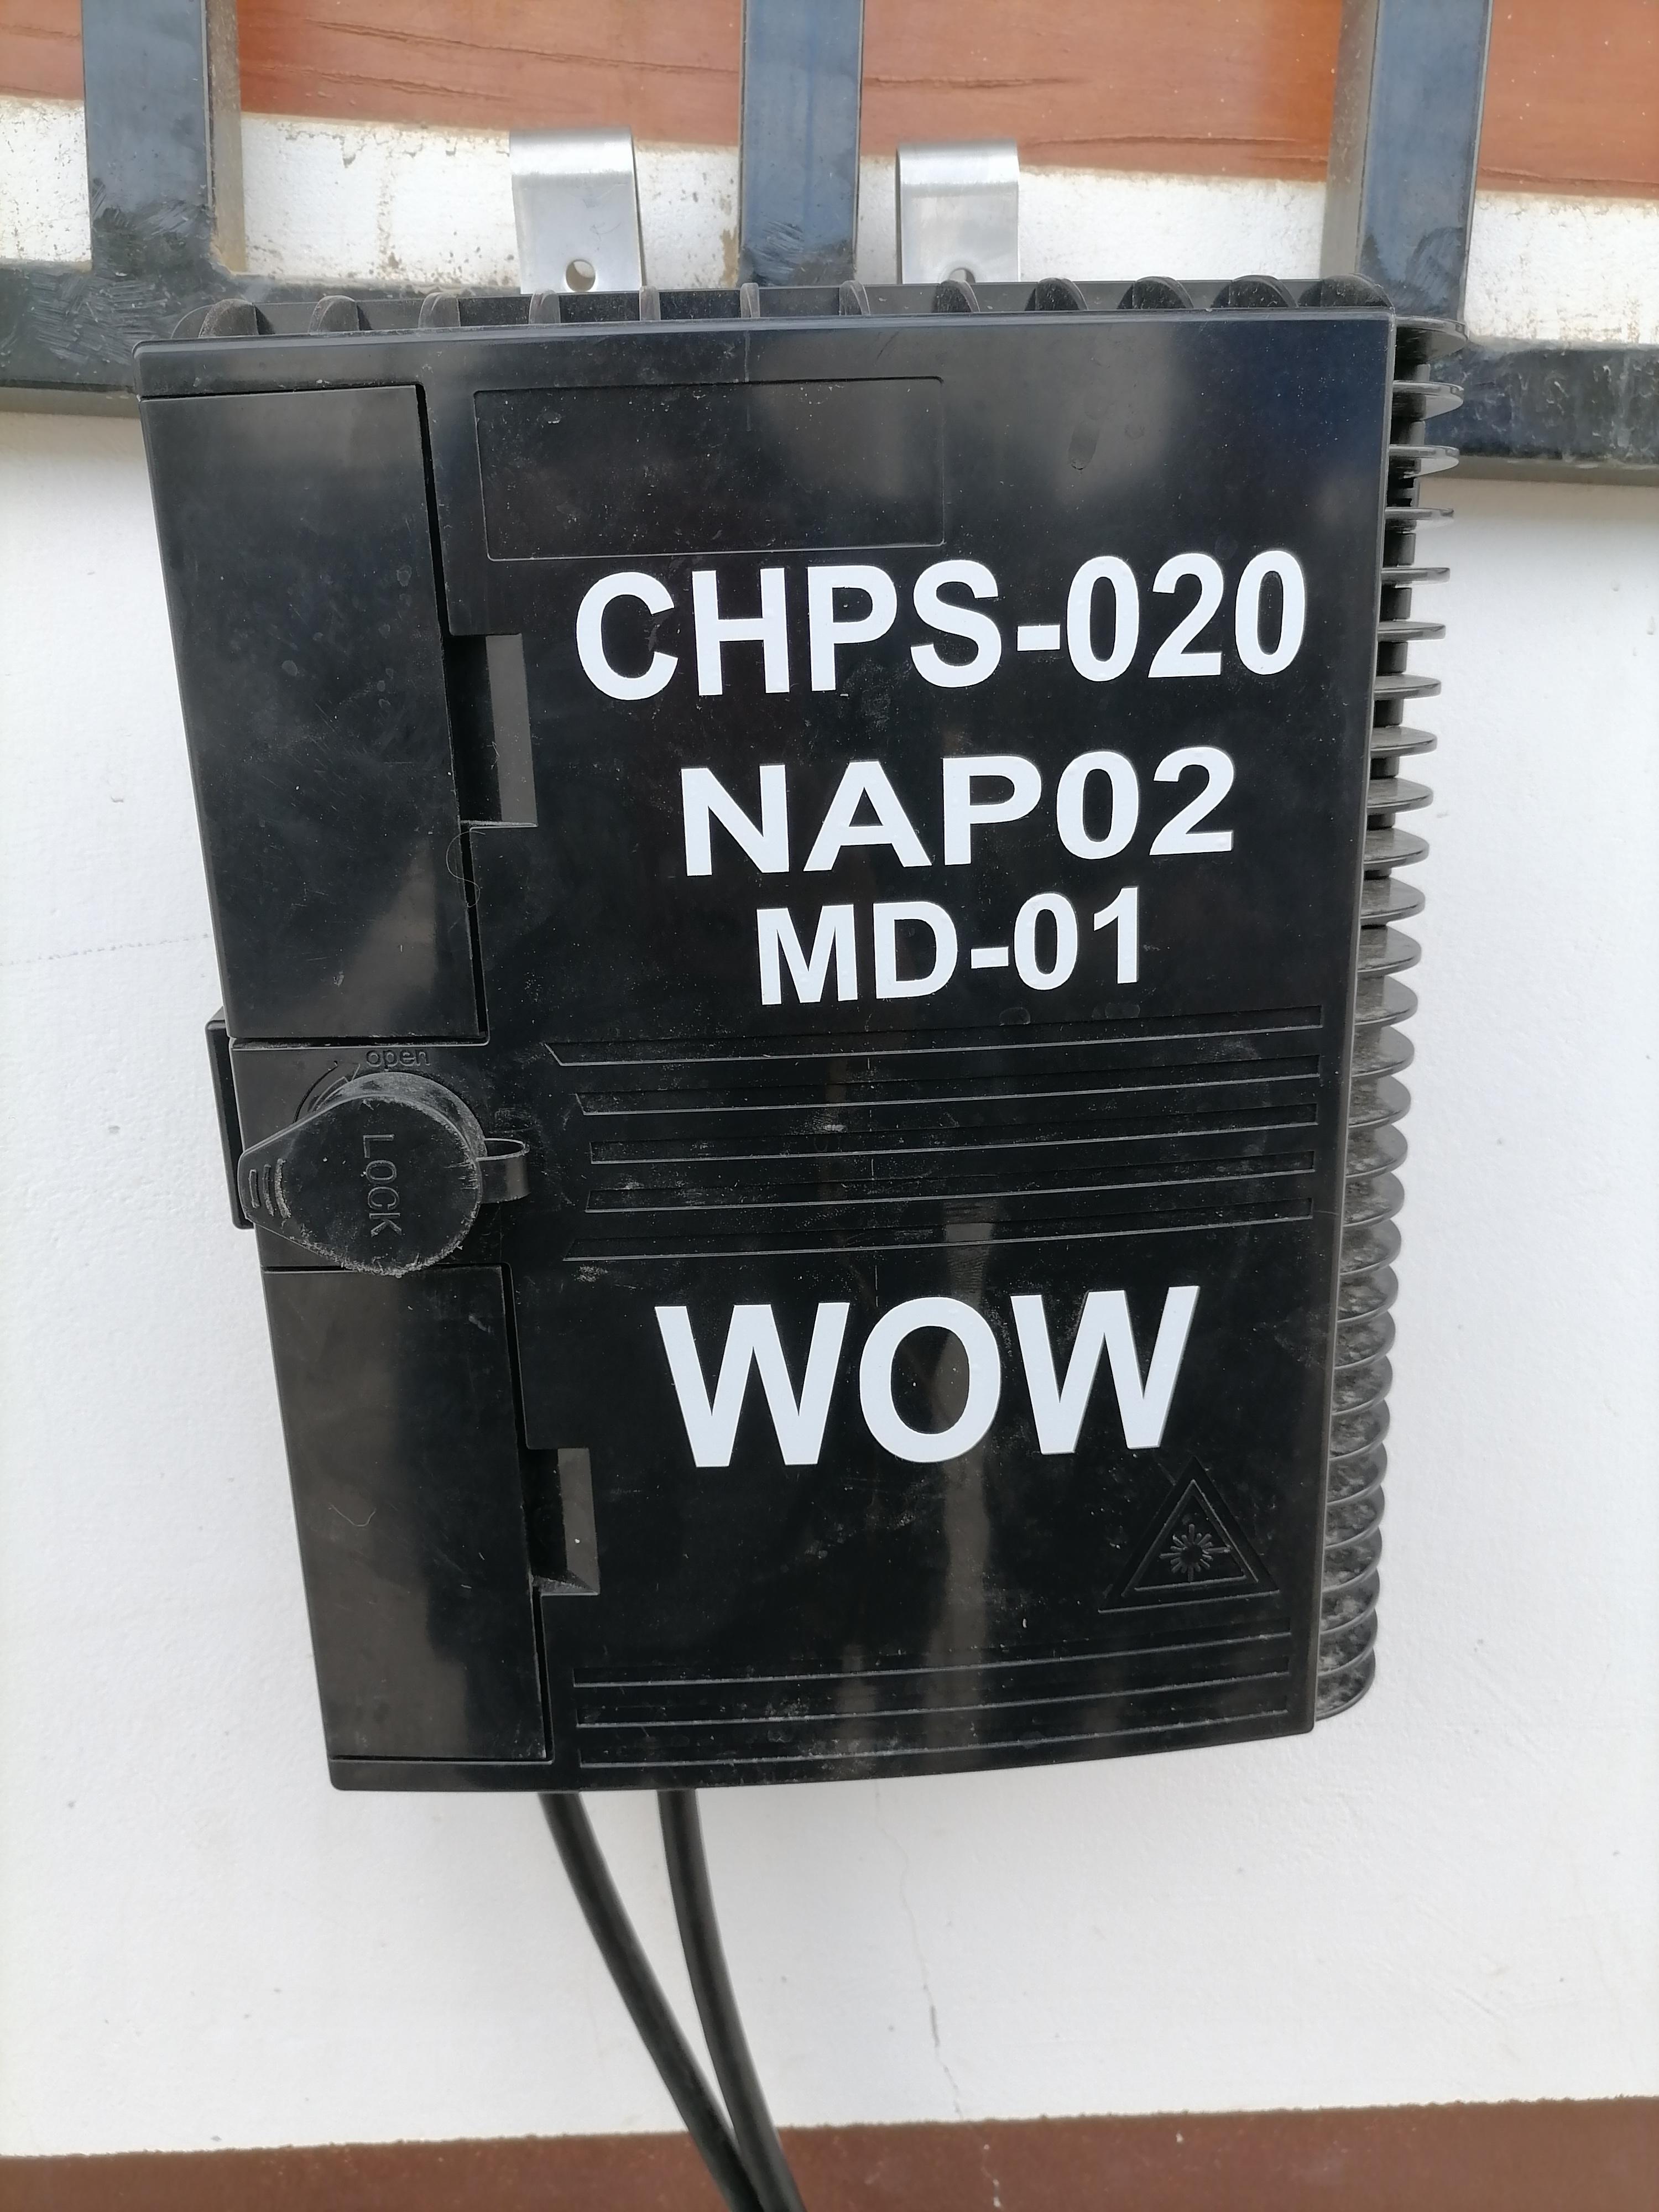 CHPS-020
NAP02
MD-01
open
LOCK
WOW